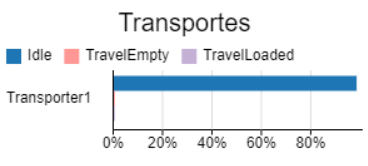 Transportes
Idle TravelEmpty TravelLoaded
Transporter1
0% 20% 40% 60% 80%